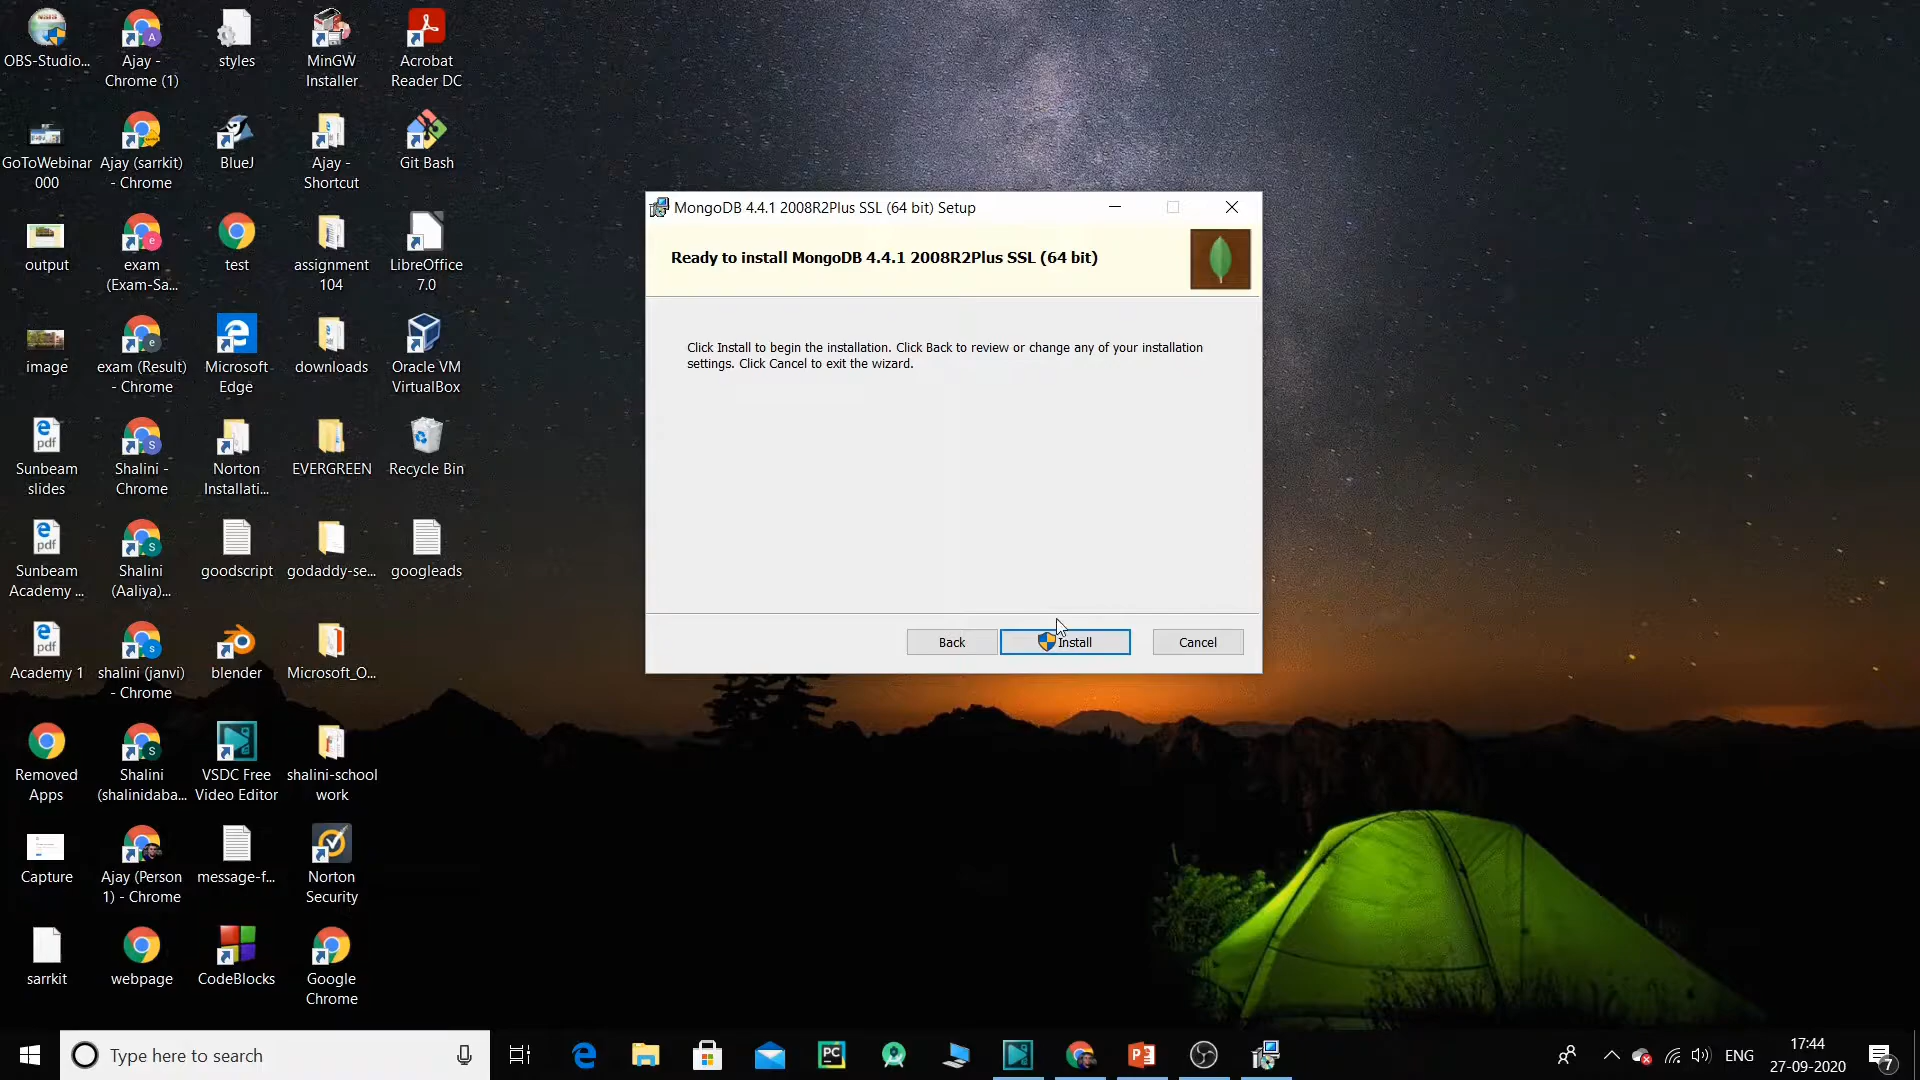 OBS-Studio...
Ajay -
Chrome (1)
styles
MinGW
Installer
Acrobat
Reader DC
GoToWebinar
000
Ajay (sarrkit)
- Chrome
BlueJ
Ajay -
Shortcut
Git Bash
output
exam
(Exam-Sa...
test
assignment
104
LibreOffice
7.0
image
exam (Result)
- Chrome
Microsoft
Edge
downloads
Oracle VM
VirtualBox
Sunbeam
slides
Shalini -
Chrome
Norton
Installati...
EVERGREEN
Recycle Bin
Sunbeam
Academy ...
Shalini
(Aaliya)...
goodscript
godaddy-se...
googleads
Academy 1
shalini (janvi)
- Chrome
blender
Microsoft_O...
Removed
Apps
Shalini
(shalinidaba...
VSDC Free
Video Editor
shalini-school
work
Capture
Ajay (Person
1) - Chrome
message-f...
Norton
Security
sarrkit
webpage
CodeBlocks
Google
Chrome
MongoDB 4.4.1 2008R2Plus SSL (64 bit) Setup
Ready to install MongoDB 4.4.1 2008R2Plus SSL (64 bit)
Click Install to begin the installation. Click Back to review or change any of your installation
settings. Click Cancel to exit the wizard.
Back
Install
Cancel
Type here to search
ENG
17:44
27-09-2020
7